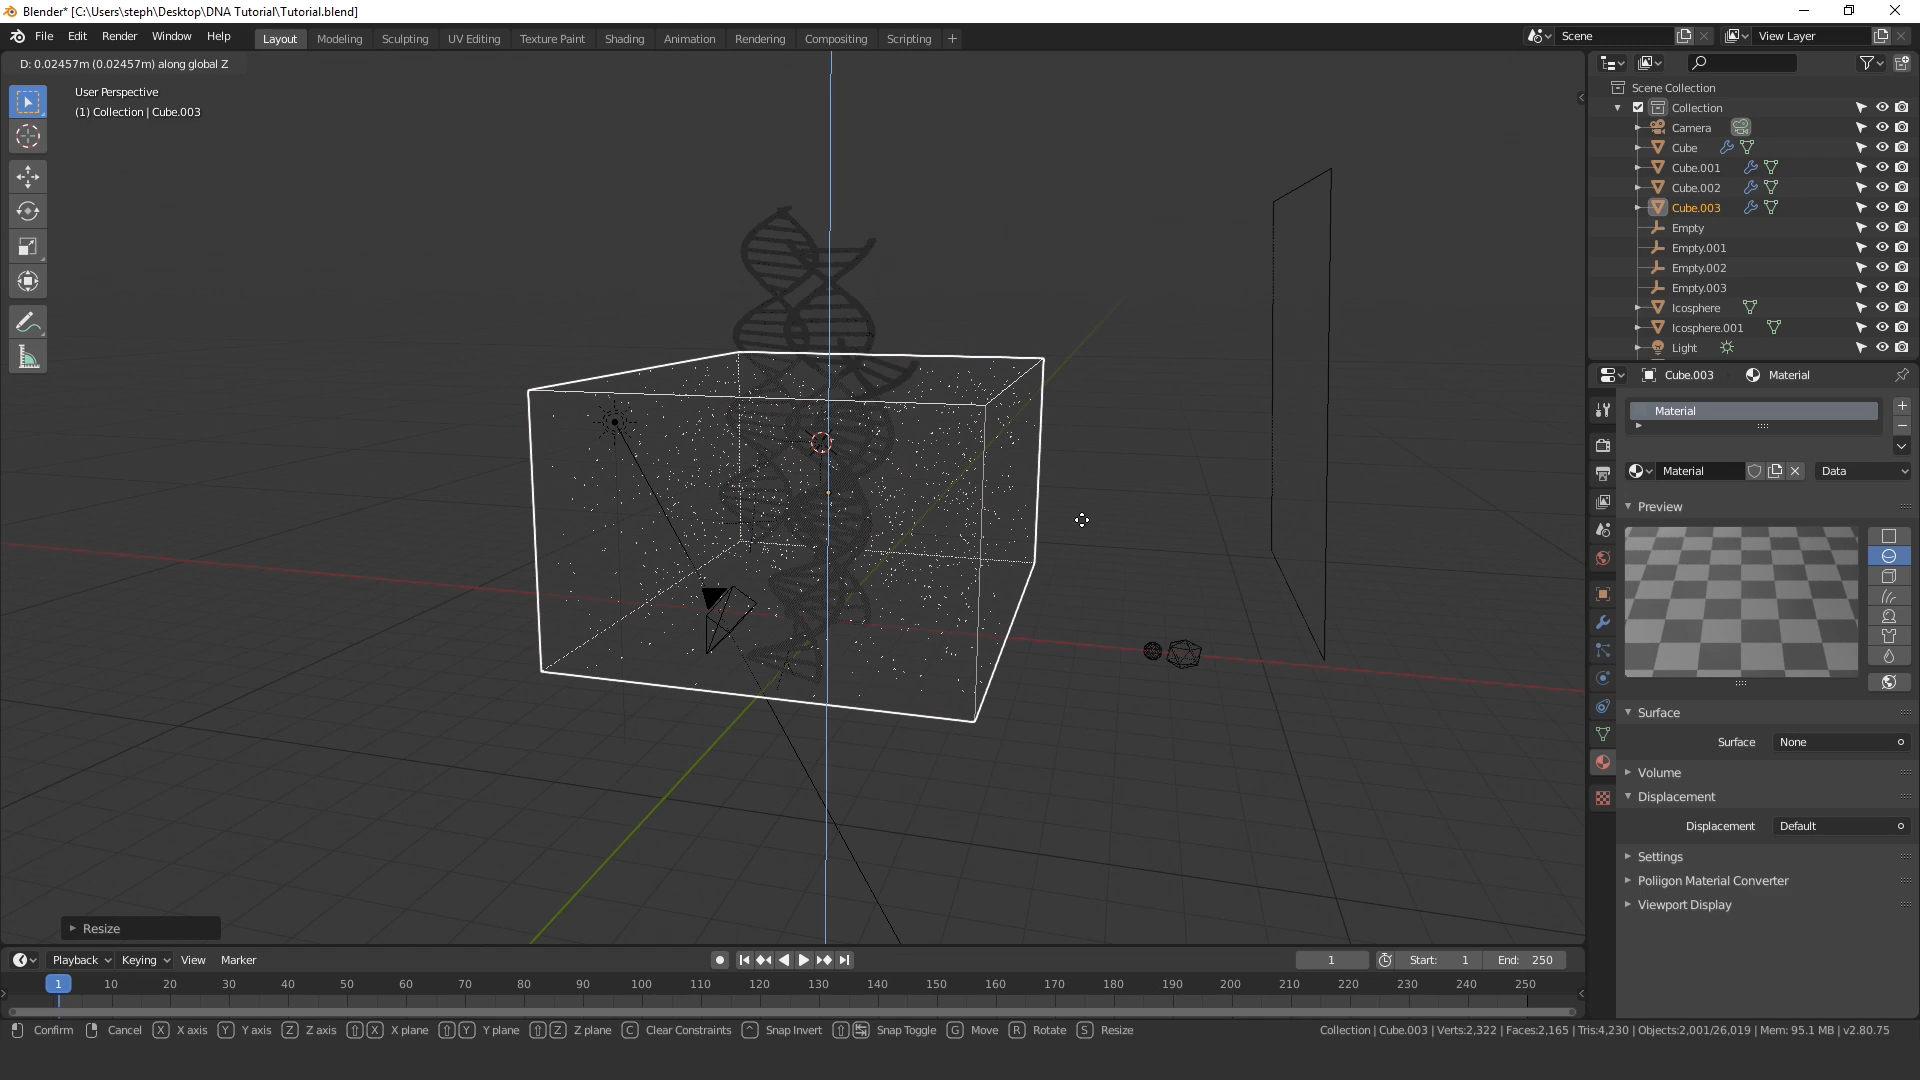 Blender* [C:\Users\steph\Desktop\DNA Tutorial\Tutorial.blend]
File Edit Render Window Help Layout Modeling Sculpting UV Editing Texture Paint Shading Animation Rendering Compositing Scripting + Scene View Layer
D: 0.02457m (0.02457m) along global Z
User Perspective
(1) Collection | Cube.003
Scene Collection
Collection
Camera
Cube
Cube.001
Cube.002
Cube.003
Empty
Empty.001
Empty.002
Empty.003
Icosphere
Icosphere.001
Light
Cube.003 Material
Material
Material Data
Preview
Surface
Surface None
Volume
Displacement
Displacement Default
Settings
Poliigon Material Converter
Viewport Display
Resize
Playback Keying View Marker 1 Start: 1 End: 250
1 10 20 30 40 50 60 70 80 90 100 110 120 130 140 150 160 170 180 190 200 210 220 230 240 250
Confirm Cancel X X axis Y Y axis Z Z axis X X plane Y Y plane Z Z plane C Clear Constraints ^ Snap Invert Snap Toggle G Move R Rotate S Resize Collection | Cube.003 | Verts:2,322 | Faces:2,165 | Tris:4,230 | Objects:2,001/26,019 | Mem: 95.1 MB | v2.80.75